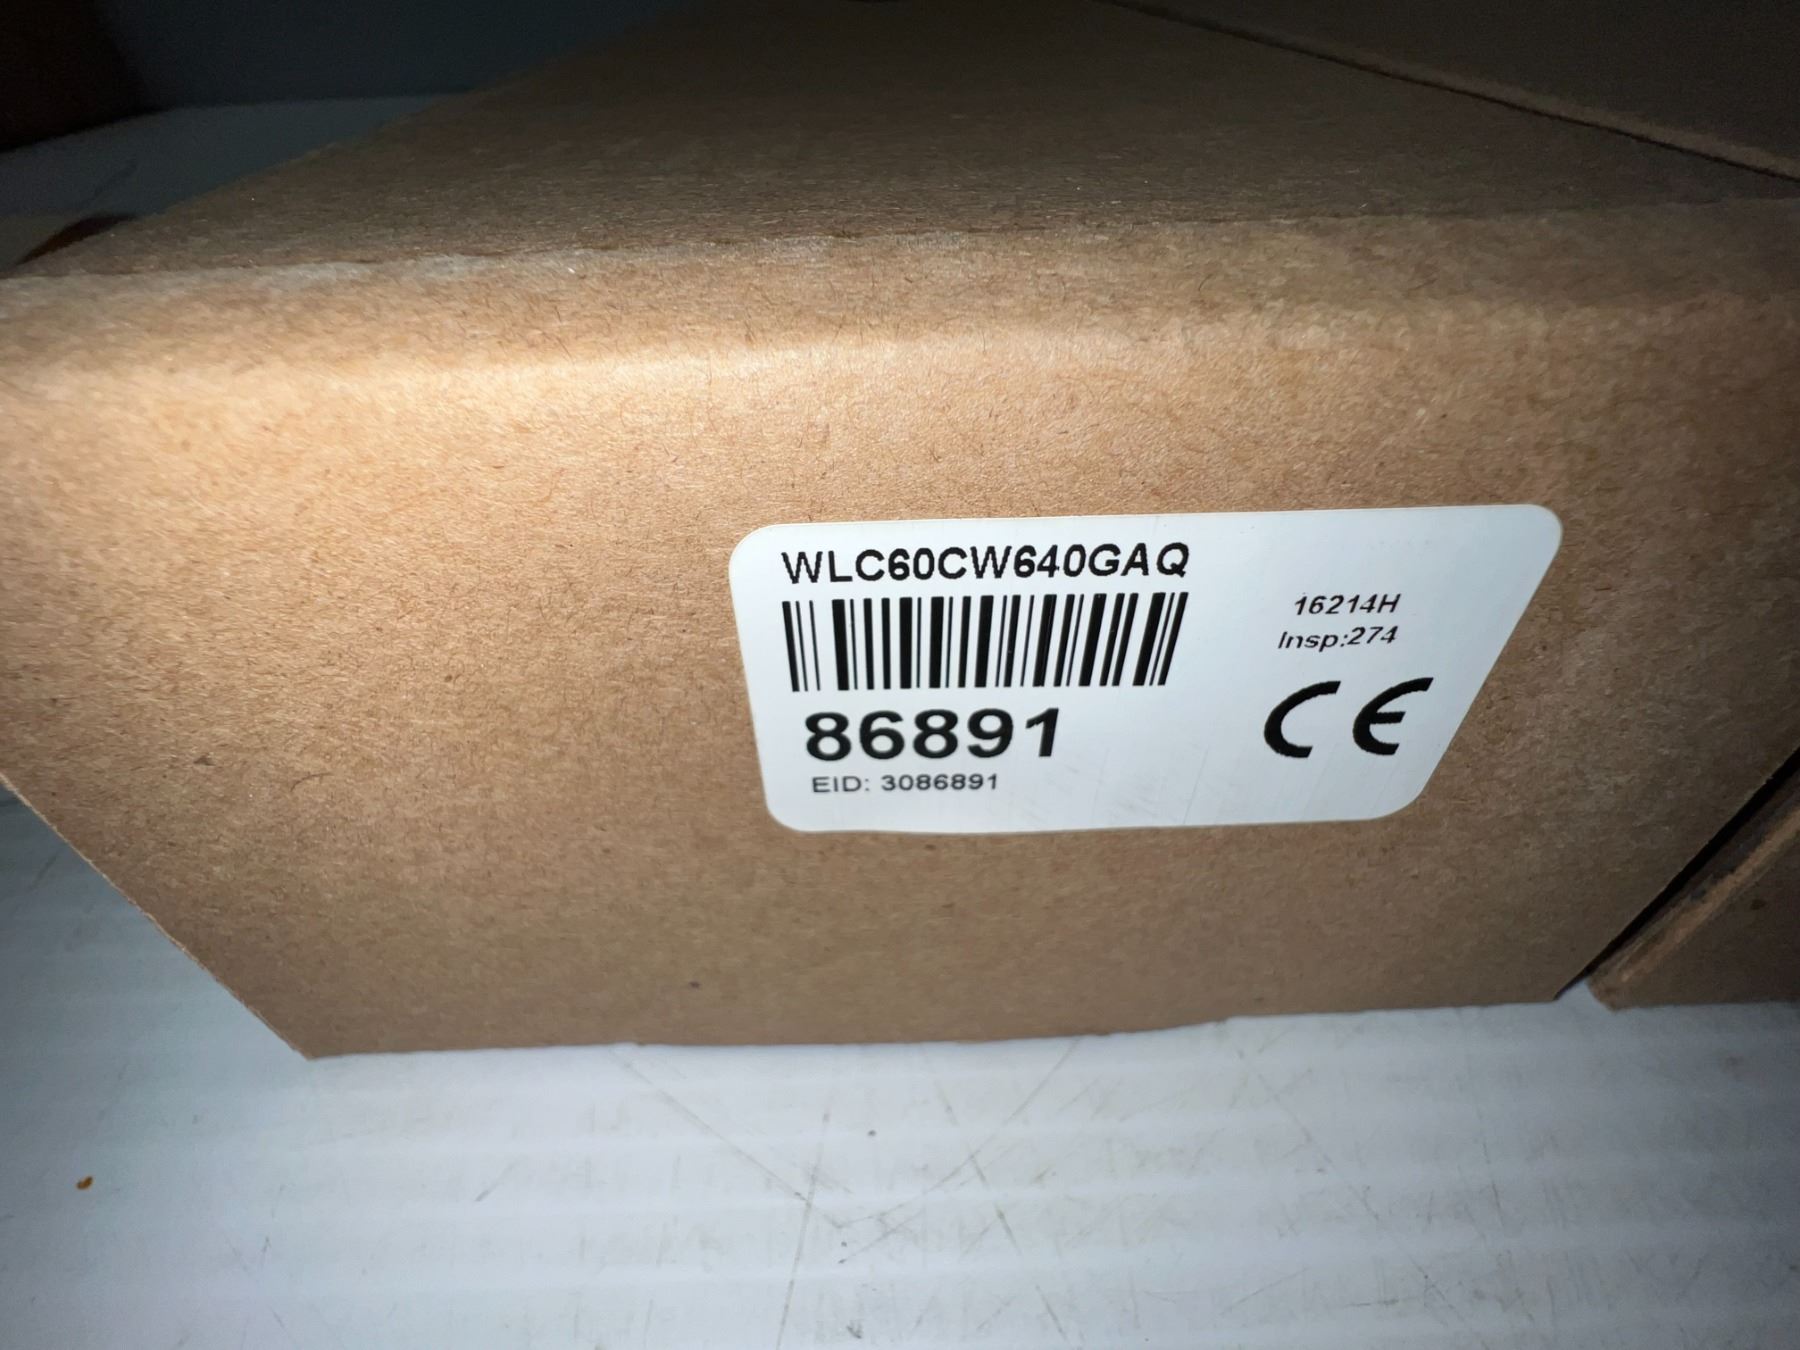 WLC60CW640GAQ
16214H
Insp:274
86891
EID: 3086891
CE